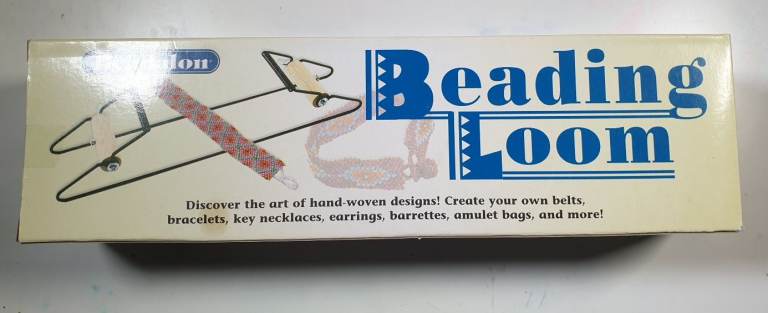 Beading
Loom
Discover the art of hand-woven designs! Create your own belts,
bracelets, key necklaces, earrings, barrettes, amulet bags, and more!